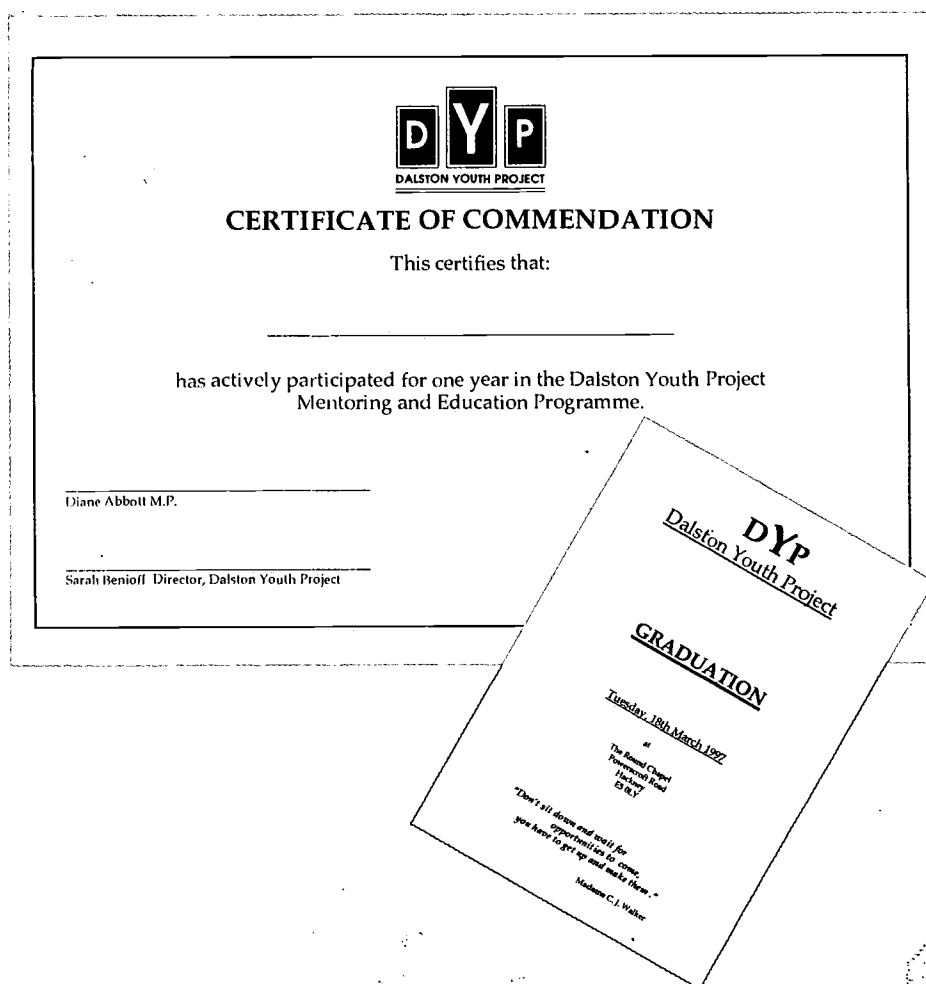 D Y P
DALSTON YOUTH PROJECT
CERTIFICATE OF COMMENDATION
This certifies that:
has actively participated for one year in the Dalston Youth Project
Mentoring and Education Programme.
Diane Abbott M.P.
Sarah Benioff Director, Dalston Youth Project
DYP
Dalston Youth Project
GRADUATION
Tuesday, 18th March 1997
at
The Round Chapel
Powerscroft Road
Hackney
E5 0LY
"Don't sit down and wait for
opportunities to come,
you have to get up and make them."
Madame C.J. Walker